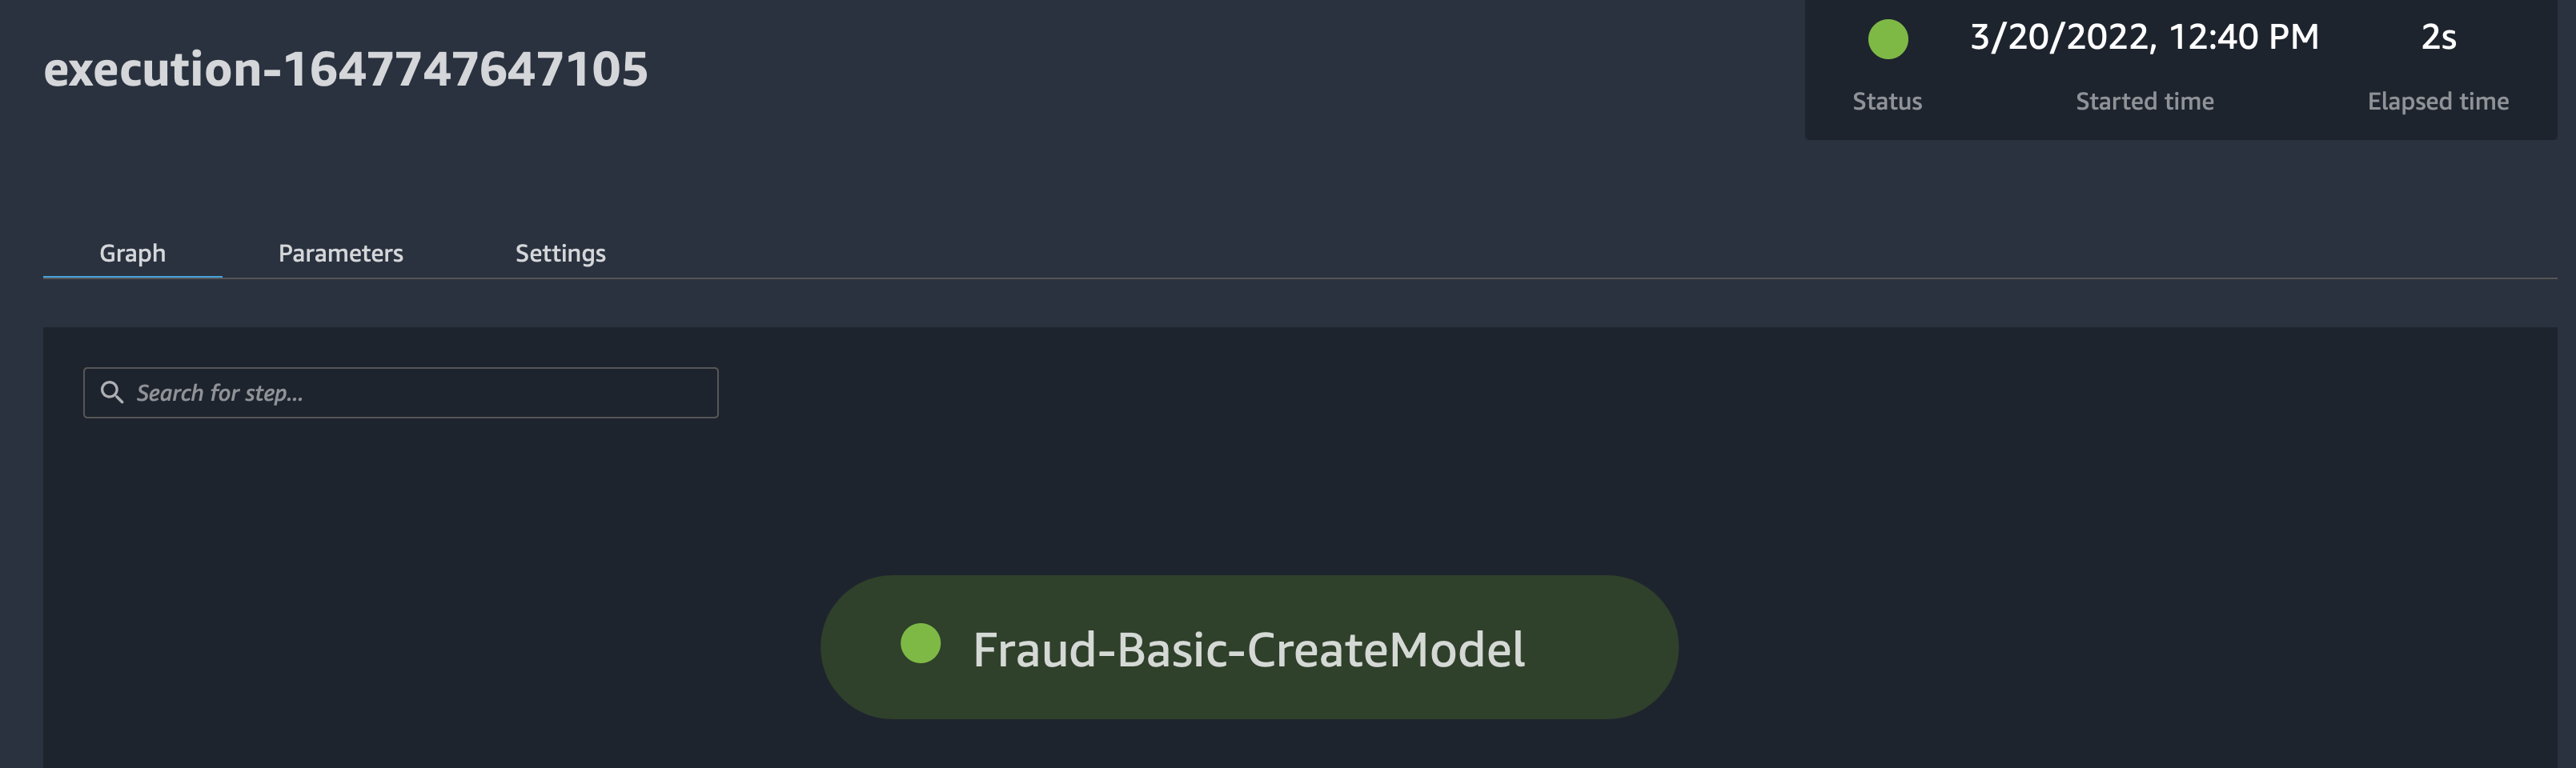 execution-1647747647105
3/20/2022, 12:40 PM
2s
Status
Started time
Elapsed time
Graph
Parameters
Settings
Search for step...
Fraud-Basic-CreateModel